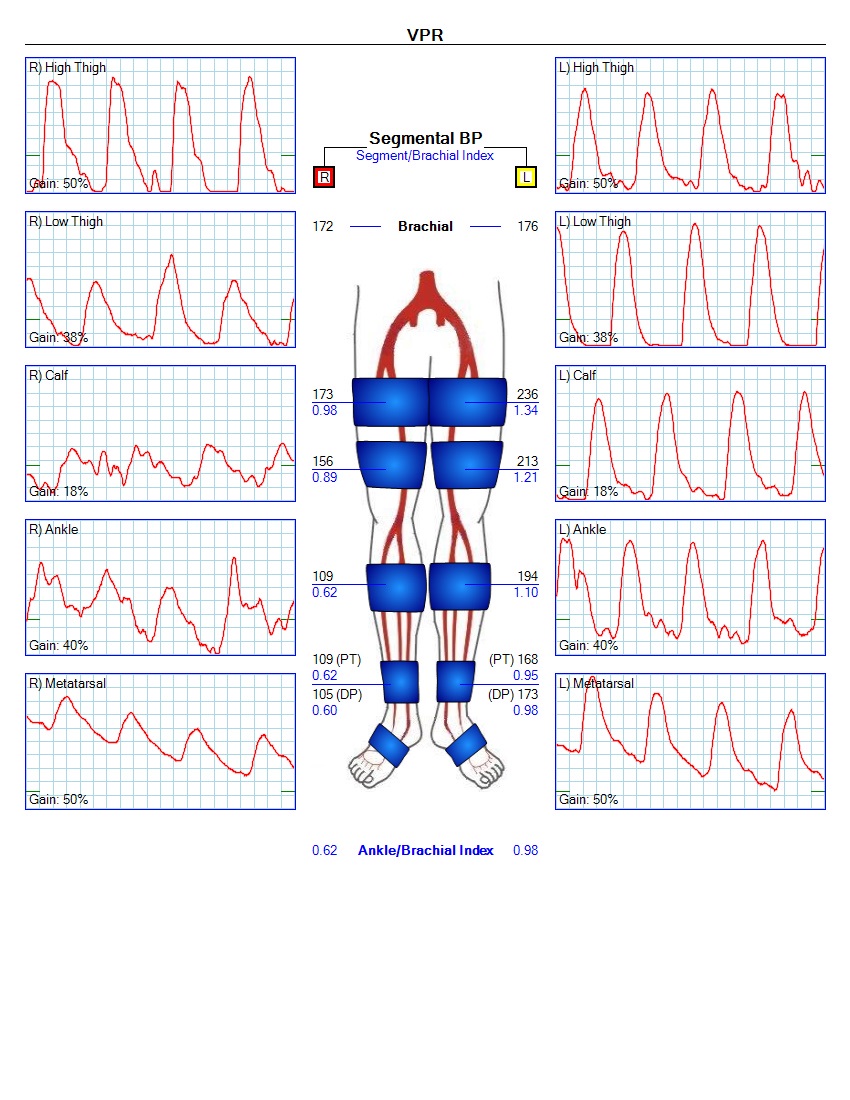 VPR
R) High Thigh
Gain: 50%
L) High Thigh
Gain: 50%
Segmental BP
Segment/Brachial Index
R
L
172 Brachial 176
R) Low Thigh
Gain: 38%
L) Low Thigh
Gain: 38%
173 236
0.98 1.34
R) Calf
Gain: 18%
L) Calf
Gain: 18%
156 213
0.89 1.21
R) Ankle
Gain: 40%
L) Ankle
Gain: 40%
109 194
0.62 1.10
R) Metatarsal
Gain: 50%
L) Metatarsal
Gain: 50%
109 (PT) (PT) 168
0.62 0.95
105 (DP) (DP) 173
0.60 0.98
0.62 Ankle/Brachial Index 0.98